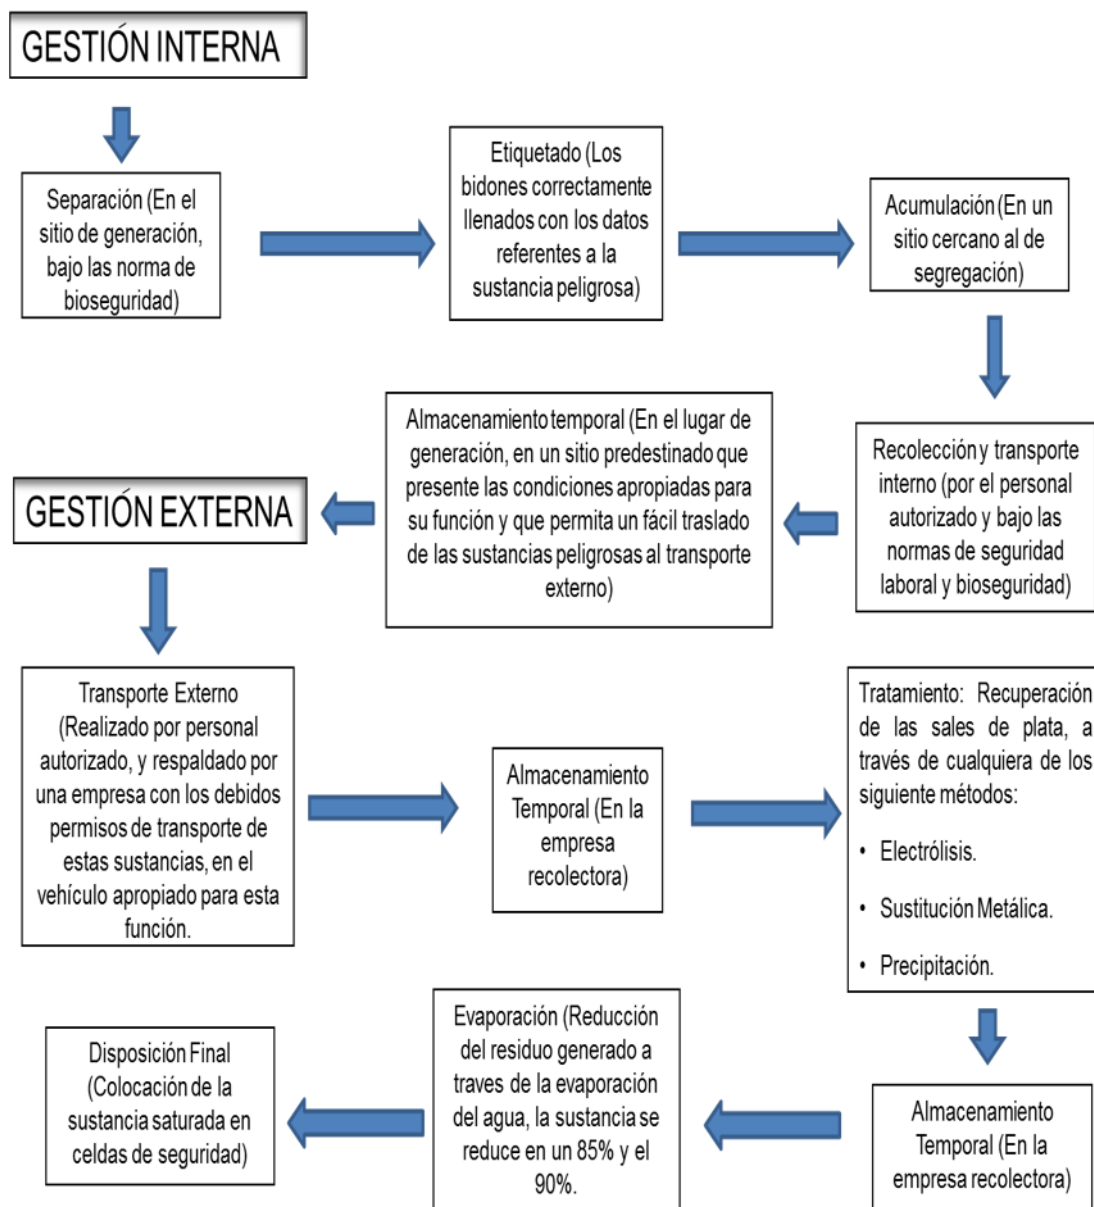 GESTIÓN INTERNA
Separación (En el
sitio de generación,
bajo las norma de
bioseguridad)
Etiquetado (Los
bidones correctamente
llenados con los datos
referentes a la
sustancia peligrosa)
Acumulación (En un
sitio cercano al de
segregación)
Recolección y transporte
interno (por el personal
autorizado y bajo las
normas de seguridad
laboral y bioseguridad)
Almacenamiento temporal (En el lugar de
generación, en un sitio predestinado que
presente las condiciones apropiadas para
su función y que permita un fácil traslado
de las sustancias peligrosas al transporte
externo)
GESTIÓN EXTERNA
Transporte Externo
(Realizado por personal
autorizado, y respaldado por
una empresa con los debidos
permisos de transporte de
estas sustancias, en el
vehículo apropiado para esta
función.
Almacenamiento
Temporal (En la
empresa
recolectora)
Tratamiento: Recuperación
de las sales de plata, a
través de cualquiera de los
siguiente métodos:
• Electrólisis.
• Sustitución Metálica.
• Precipitación.
Almacenamiento
Temporal (En la
empresa recolectora)
Evaporación (Reducción
del residuo generado a
traves de la evaporación
del agua, la sustancia se
reduce en un 85% y el
90%.
Disposición Final
(Colocación de la
sustancia saturada en
celdas de seguridad)